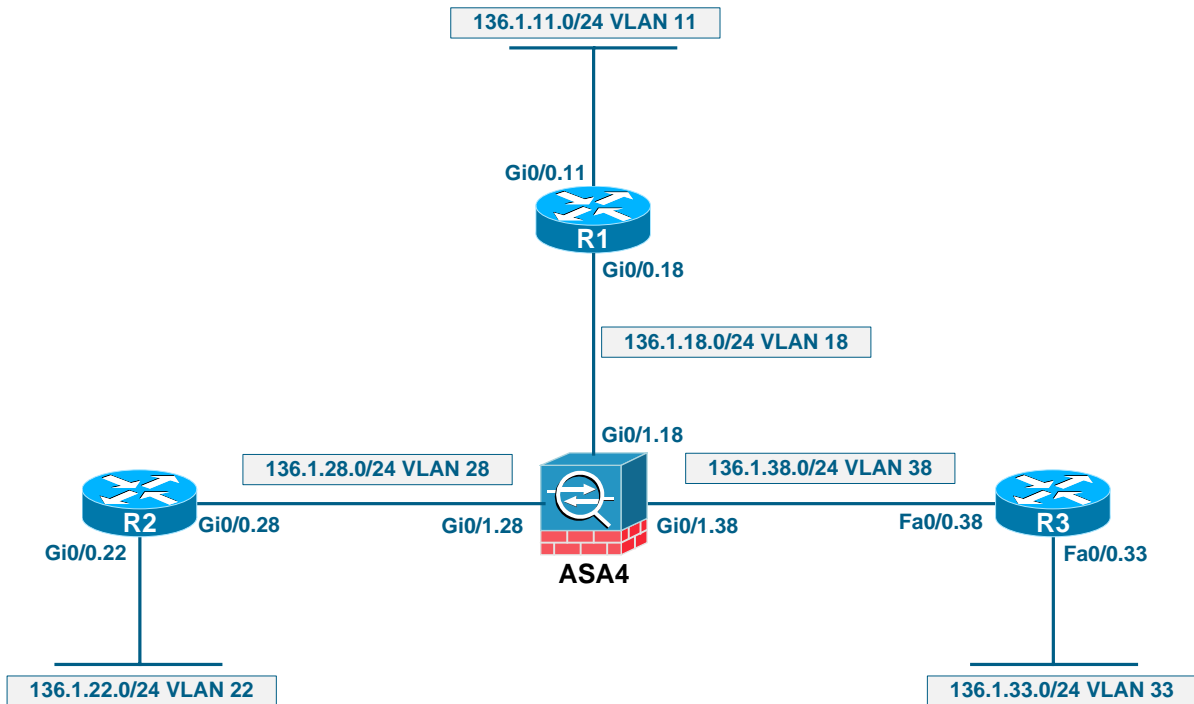 136.1.11.0/24 VLAN 11
Gi0/0.11
R1
Gi0/0.18
136.1.18.0/24 VLAN 18
Gi0/1.18
136.1.28.0/24 VLAN 28
136.1.38.0/24 VLAN 38
R2
Gi0/0.28
Gi0/1.28
Gi0/1.38
Fa0/0.38
R3
Gi0/0.22
Fa0/0.33
ASA4
136.1.22.0/24 VLAN 22
136.1.33.0/24 VLAN 33